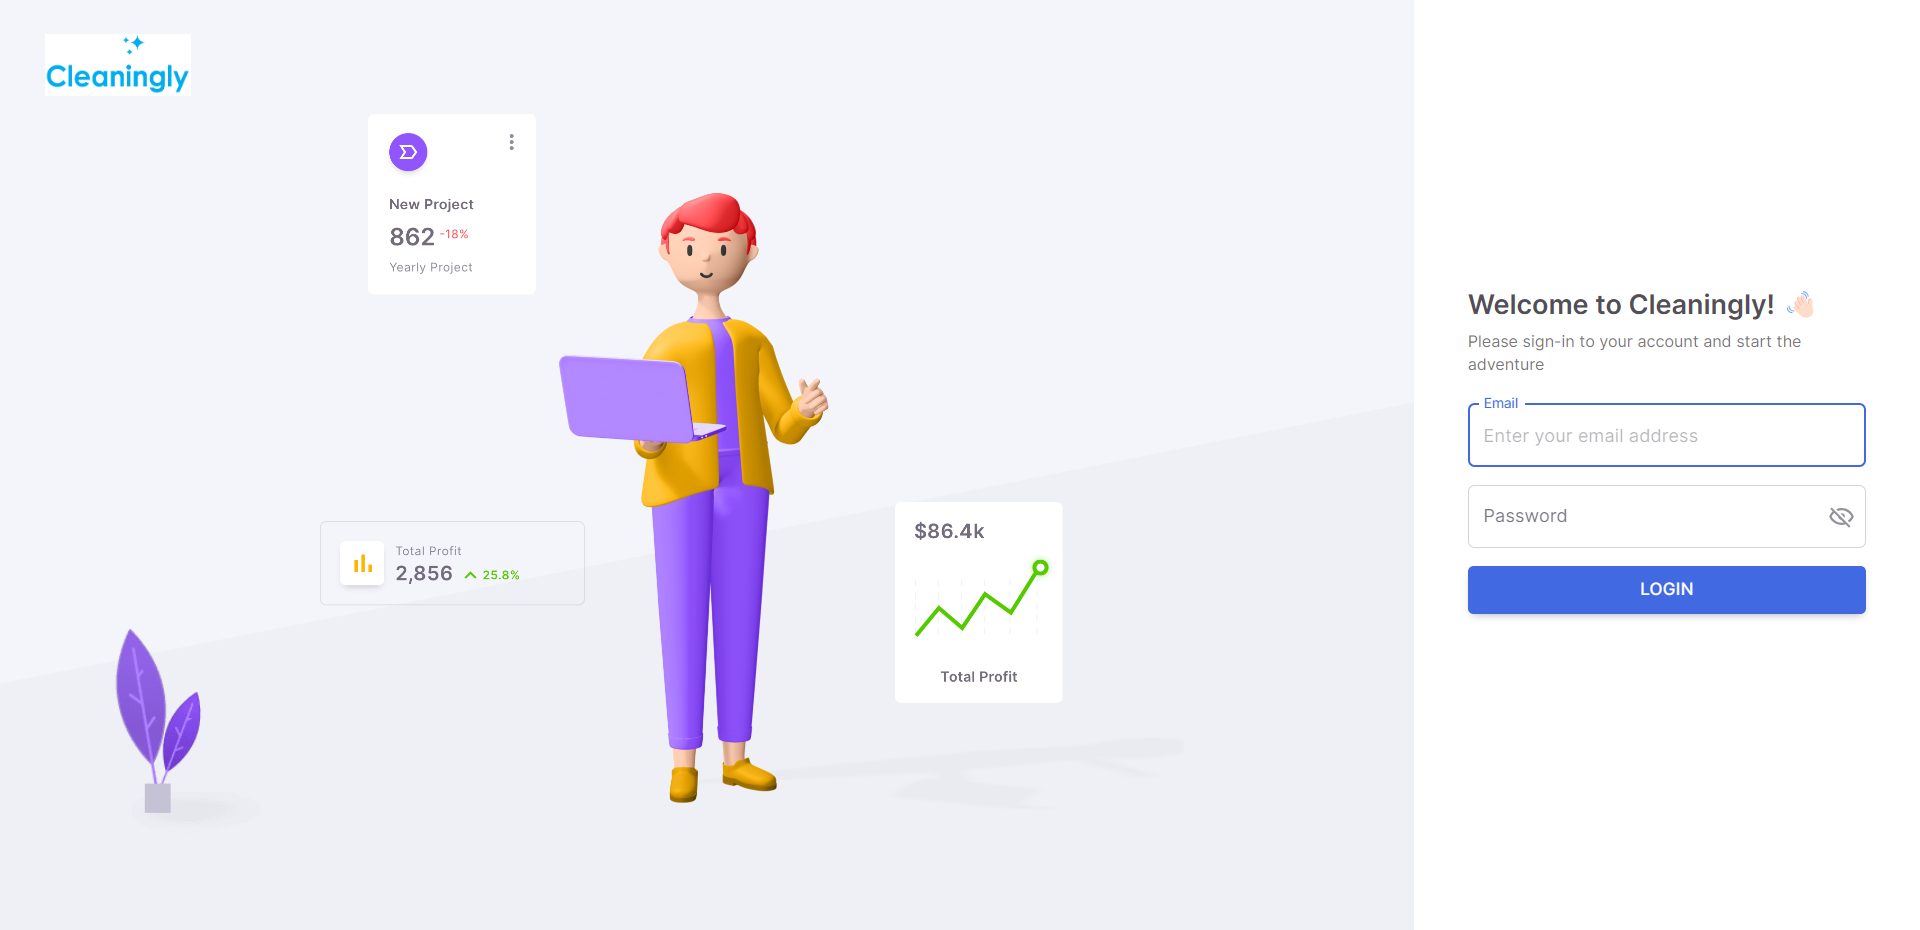 Cleaningly
New Project
862 -18%
Yearly Project
Total Profit
2,856 25.8%
$86.4k
Total Profit
Welcome to Cleaningly! 👋🏻
Please sign-in to your account and start the
adventure
Email
Enter your email address
Password
LOGIN